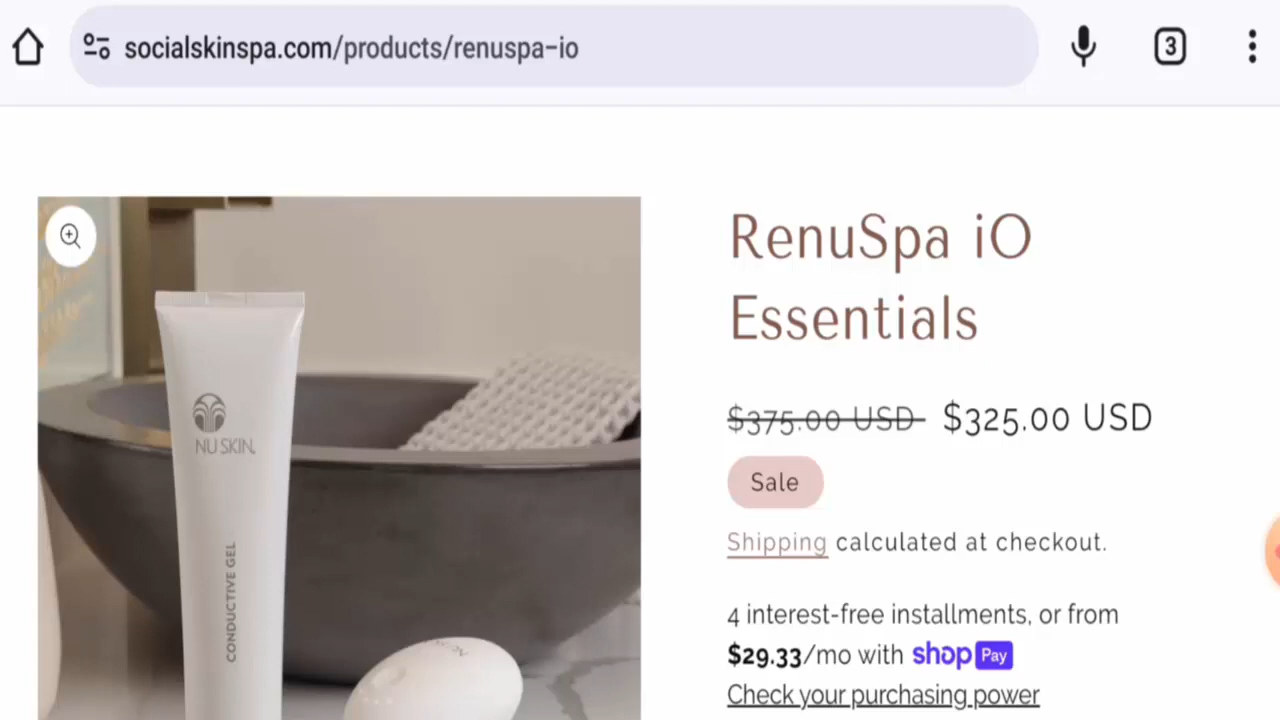 socialskinspa.com/products/renuspa-io
3
RenuSpa iO
Essentials
$375.00 USD $325.00 USD
Sale
Shipping calculated at checkout.
4 interest-free installments, or from
$29.33/mo with shop Pay
Check your purchasing power
NU SKIN.
CONDUCTIVE GEL